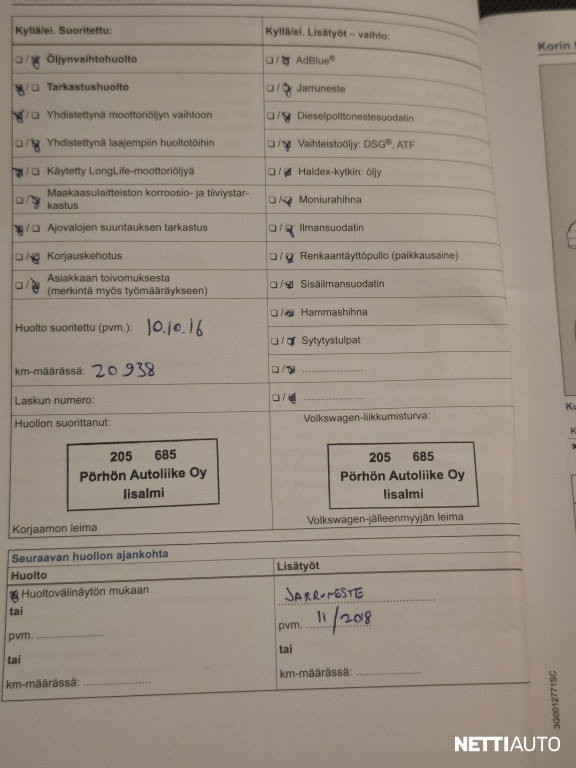 Kyllä/ei. Suoritettu:
Kyllä/ei. Lisätyöt – vaihto:
Öljynvaihtohuolto
AdBlue®
Tarkastushuolto
Jarruneste
Yhdistettynä moottoriöljyn vaihtoon
Dieselpolttonestesuodatin
Yhdistettynä laajempiin huoltotöihin
Vaihteistoöljy: DSG®, ATF
Käytetty LongLife-moottoriöljyä
Haldex-kytkin: öljy
Maakaasulaitteiston korroosio- ja tiiviystar-
kastus
Moniurahihna
Ajovalojen suuntauksen tarkastus
Ilmansuodatin
Korjauskehotus
Renkaantäyttöpullo (paikkausaine)
Asiakkaan toivomuksesta
(merkintä myös työmääräykseen)
Sisäilmansuodatin
Hammashihna
Huolto suoritettu (pvm.): 10.10.16
Sytytystulpat
km-määrässä: 20 938
Laskun numero:
Huollon suorittanut:
Volkswagen-liikkumisturva:
205 685
Pörhön Autoliike Oy
Iisalmi
205 685
Pörhön Autoliike Oy
Iisalmi
Korjaamon leima
Volkswagen-jälleenmyyjän leima
Seuraavan huollon ajankohta
Huolto
Lisätyöt
Huoltovälinäytön mukaan
JARRUNESTE
tai
pvm. 11/2018
pvm. ....................
tai
tai
km-määrässä: ....................
km-määrässä: ....................
3G0012771SC
NETTIAUTO